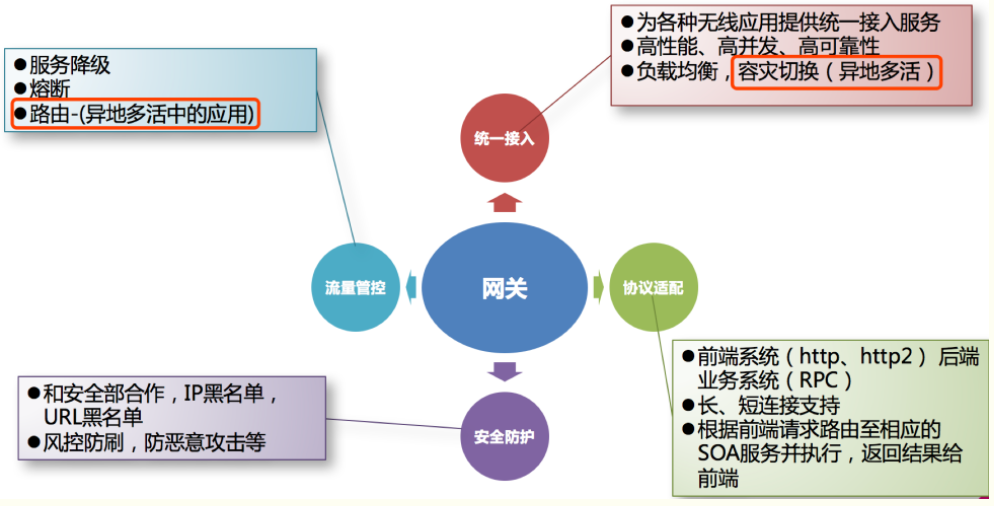 ●为各种无线应用提供统一接入服务
●高性能、高并发、高可靠性
●负载均衡，容灾切换（异地多活）
●服务降级
●熔断
●路由-(异地多活中的应用)
统一接入
流量管控
网关
协议适配
●前端系统（http、http2） 后端
业务系统（RPC）
●长、短连接支持
●根据前端请求路由至相应的
SOA服务并执行，返回结果给
前端
●和安全部合作，IP黑名单，
URL黑名单
●风控防刷，防恶意攻击等
安全防护